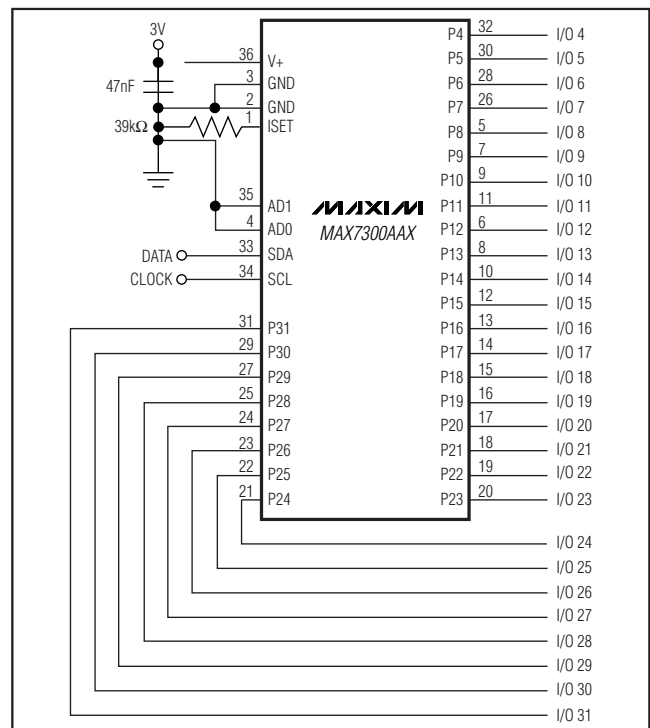 3V
47nF
39kΩ
36 V+
3 GND
2 GND
1 ISET
35 AD1
4 AD0
DATA 33 SDA
CLOCK 34 SCL
31 P31
29 P30
27 P29
25 P28
24 P27
23 P26
22 P25
21 P24
MAXIM
MAX7300AAX
P4 32 I/O 4
P5 30 I/O 5
P6 28 I/O 6
P7 26 I/O 7
P8 5 I/O 8
P9 7 I/O 9
P10 9 I/O 10
P11 11 I/O 11
P12 6 I/O 12
P13 8 I/O 13
P14 10 I/O 14
P15 12 I/O 15
P16 13 I/O 16
P17 14 I/O 17
P18 15 I/O 18
P19 16 I/O 19
P20 17 I/O 20
P21 18 I/O 21
P22 19 I/O 22
P23 20 I/O 23
I/O 24
I/O 25
I/O 26
I/O 27
I/O 28
I/O 29
I/O 30
I/O 31